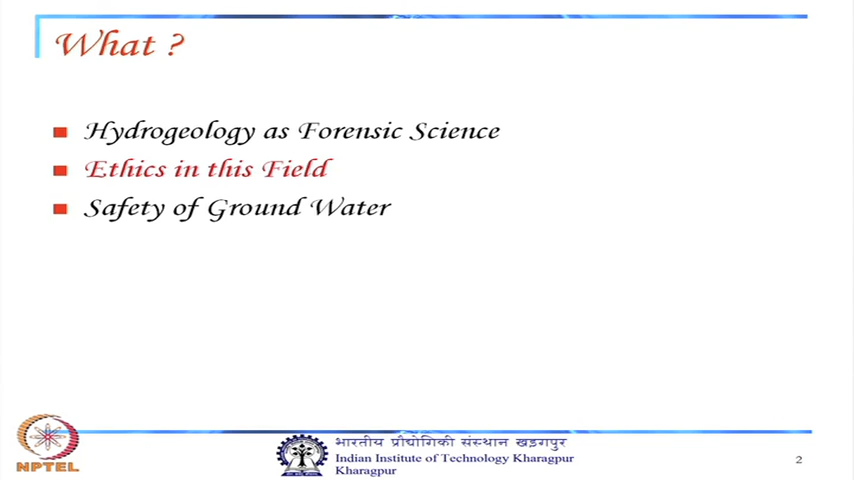 What ?
Hydrogeology as Forensic Science
Ethics in this Field
Safety of Ground Water
NPTEL
भारतीय प्रौद्योगिकी संस्थान खड़गपुर
Indian Institute of Technology Kharagpur
Kharagpur
2